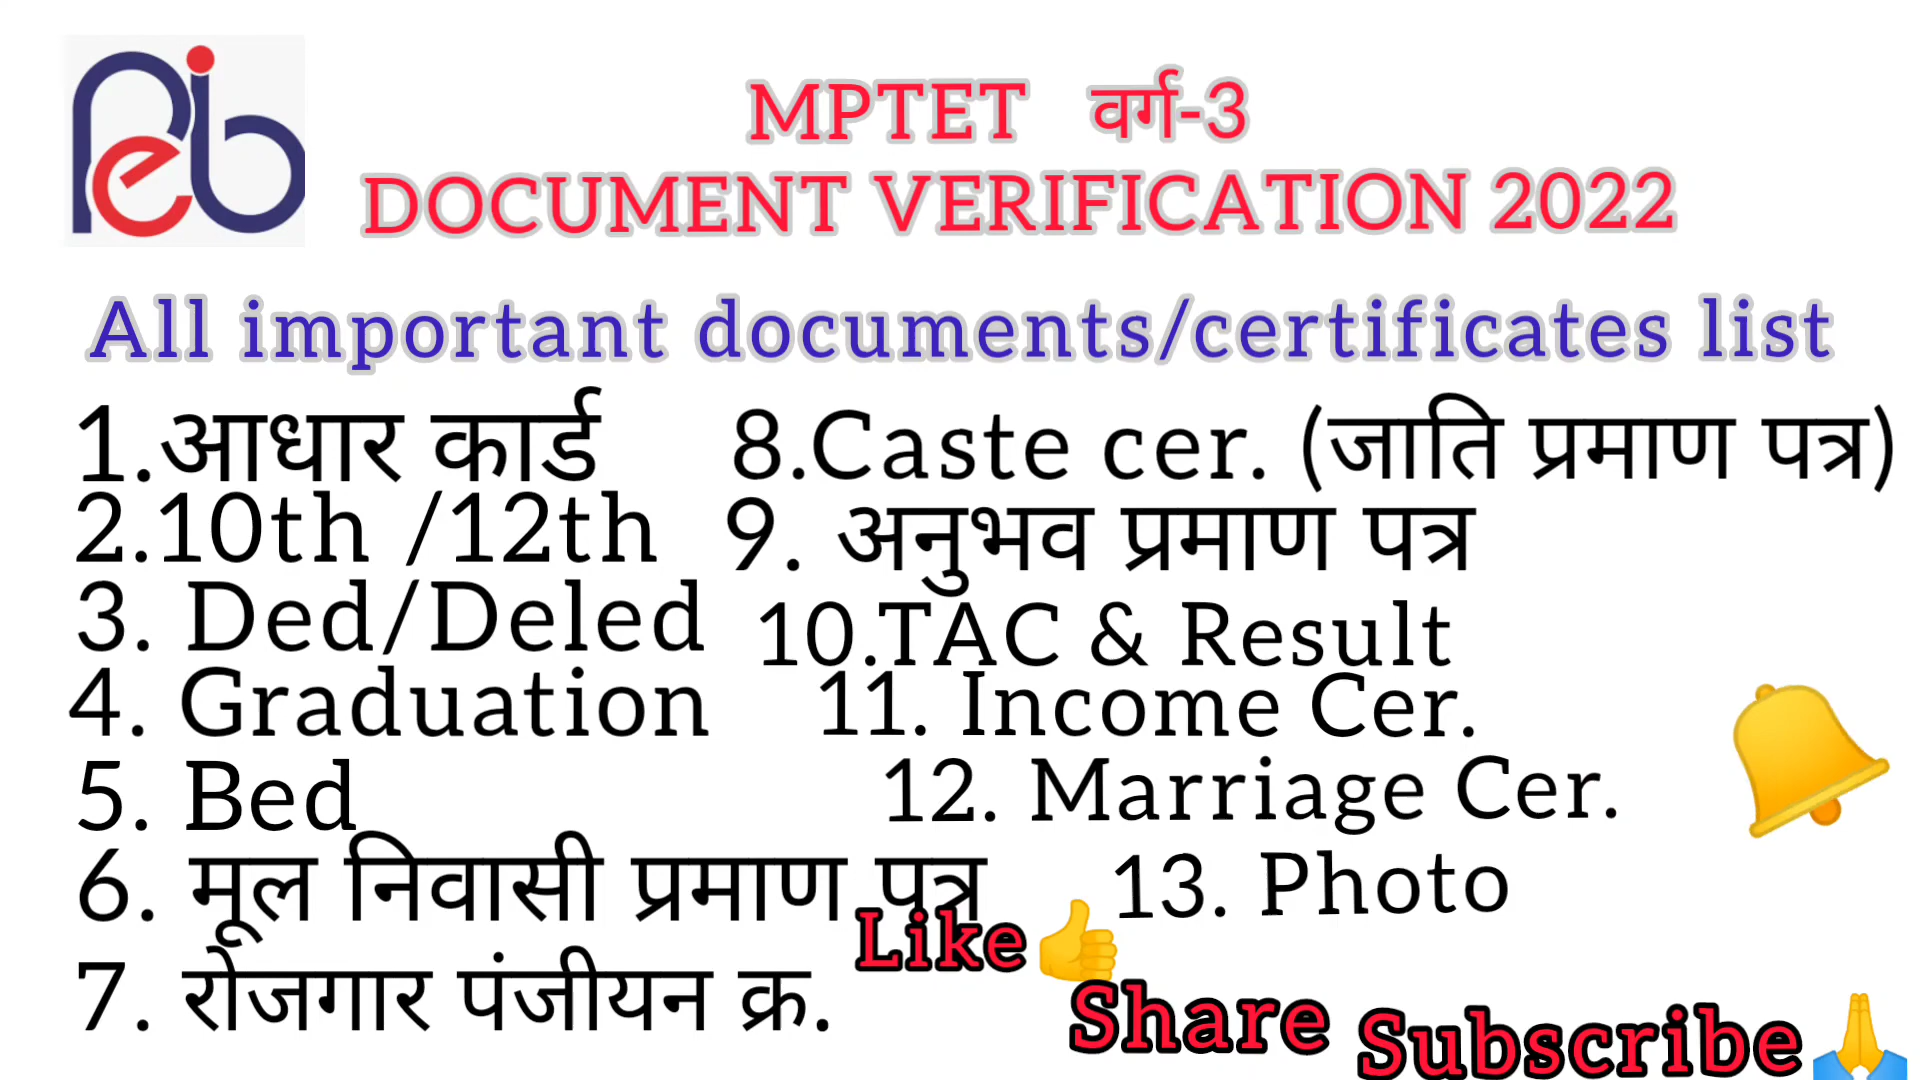 Peb
MPTET वर्ग-3
DOCUMENT VERIFICATION 2022
All important documents/certificates list
1.आधार कार्ड
2.10th /12th
3. Ded/Deled
4. Graduation
5. Bed
6. मूल निवासी प्रमाण पत्र
7. रोजगार पंजीयन क्र.
8.Caste cer. (जाति प्रमाण पत्र)
9. अनुभव प्रमाण पत्र
10.TAC & Result
11. Income Cer.
12. Marriage Cer.
13. Photo
Like
Share
Subscribe